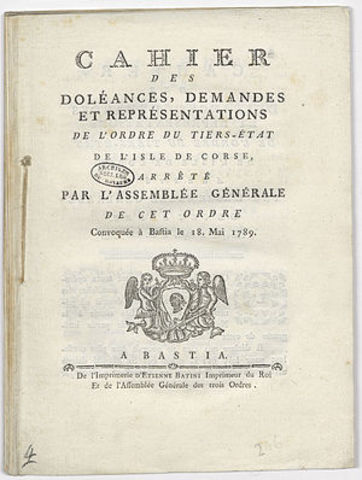 CAHIER
DES
DOLÉANCES, DEMANDES
ET REPRÉSENTATIONS
DE L'ORDRE DU TIERS-ÉTAT
DE L'ISLE DE CORSE,
ARRÊTÉ
PAR L'ASSEMBLÉE GÉNÉRALE
DE CET ORDRE
Convoquée à Bastia le 18. Mai 1789.
A BASTIA.
De l'Imprimerie D'ETIENNE BATINI Imprimeur du Roi
Et de l'Assemblée Générale des trois Ordres.
4